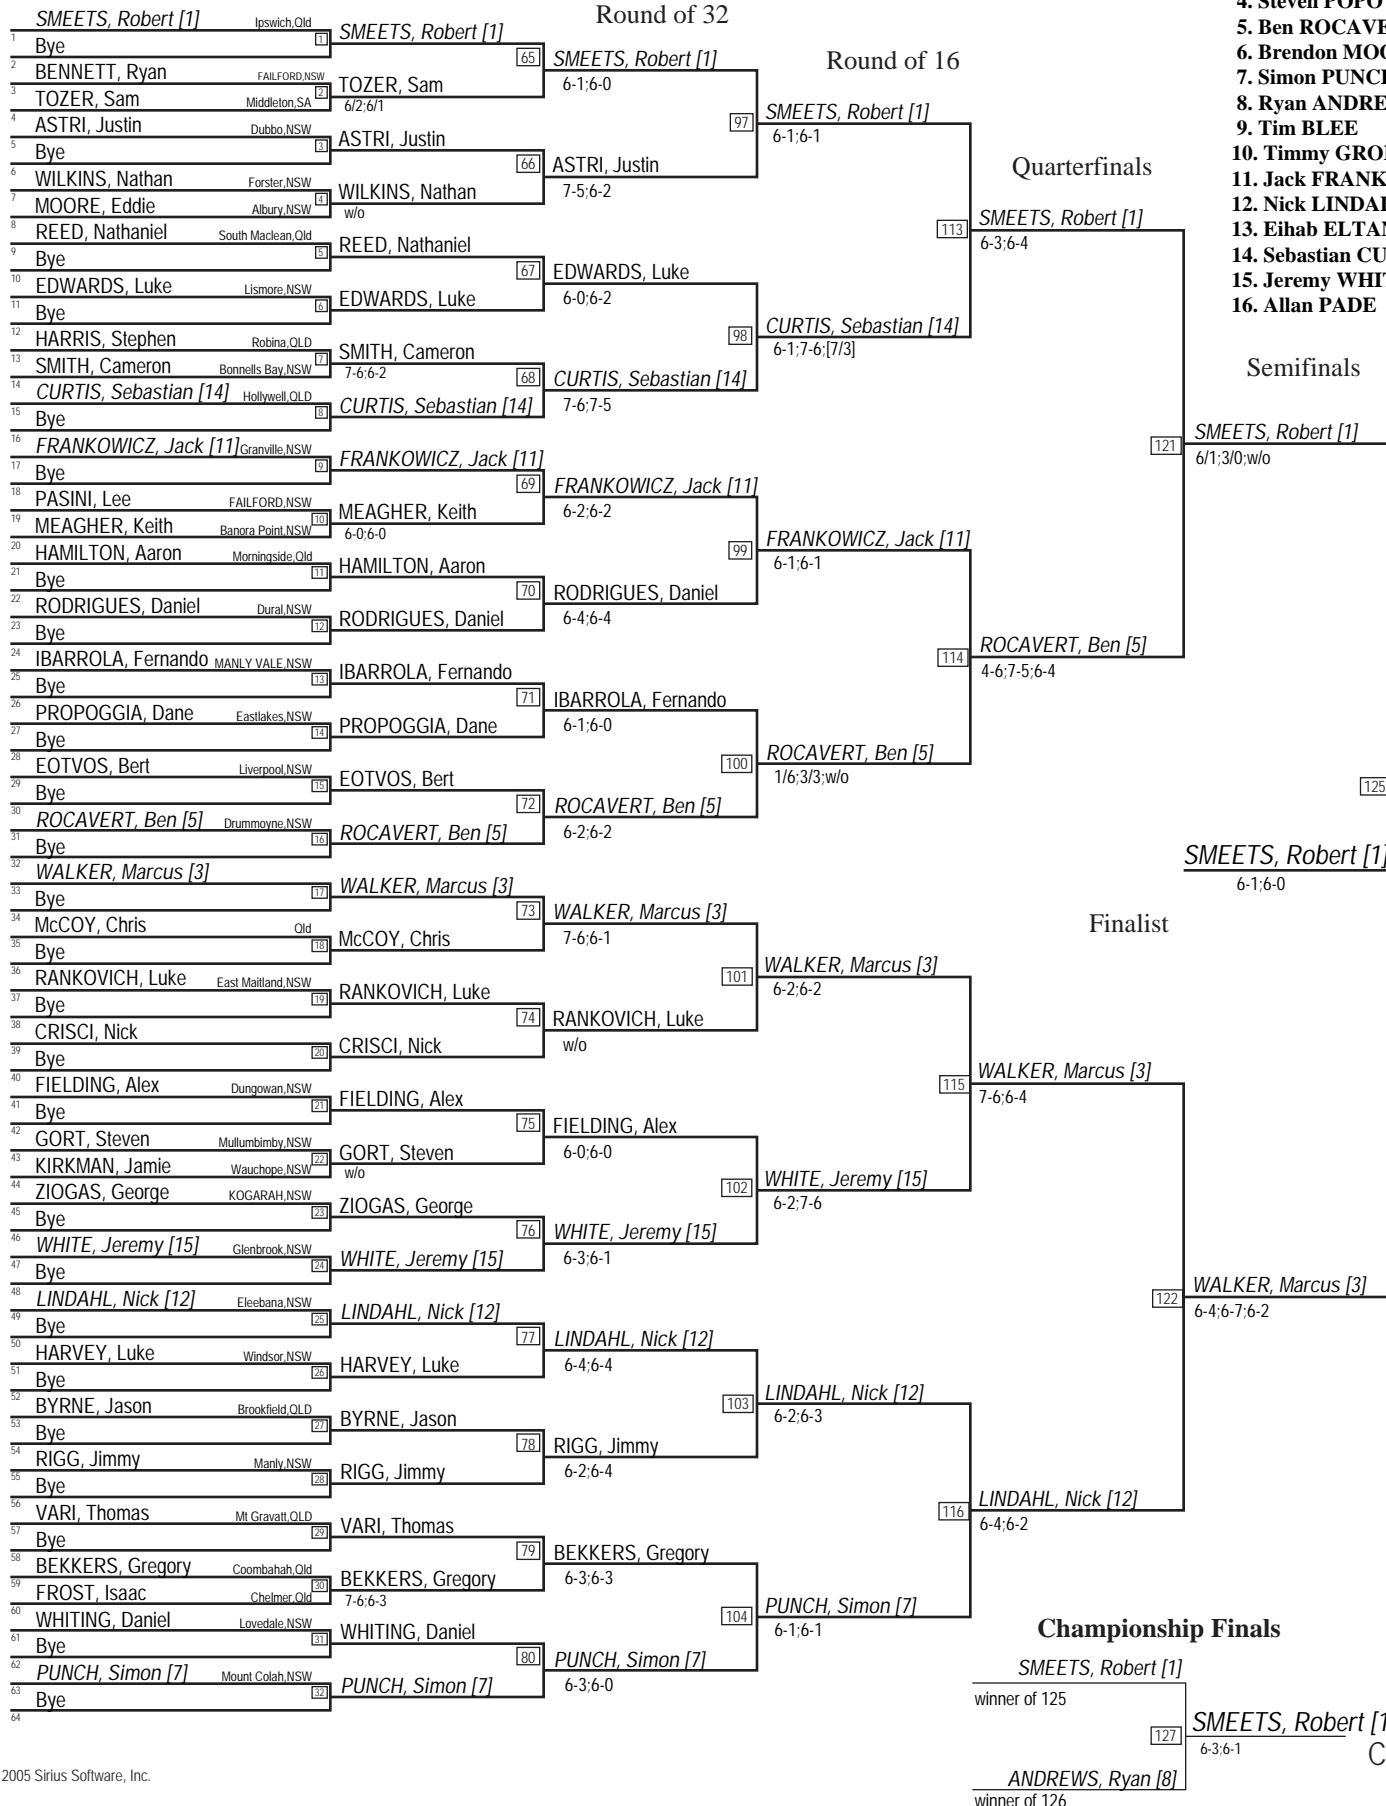 Round of 32
Round of 16
Quarterfinals
Semifinals
Finalist
4. Steven POPO
5. Ben ROCAVE
6. Brendon MOO
7. Simon PUNCH
8. Ryan ANDRE
9. Tim BLEE
10. Timmy GRO
11. Jack FRANK
12. Nick LINDA
13. Eihab ELTA
14. Sebastian CU
15. Jeremy WHI
16. Allan PADE
SMEETS, Robert [1] Ipswich,Qld
1
Bye
2
BENNETT, Ryan FAILFORD,NSW
3
TOZER, Sam Middleton,SA
4
ASTRI, Justin Dubbo,NSW
5
Bye
6
WILKINS, Nathan Forster,NSW
7
MOORE, Eddie Albury,NSW
8
REED, Nathaniel South Maclean,Qld
9
Bye
10
EDWARDS, Luke Lismore,NSW
11
Bye
12
HARRIS, Stephen Robina,QLD
13
SMITH, Cameron Bonnells Bay,NSW
14
CURTIS, Sebastian [14] Hollywell,QLD
15
Bye
16
FRANKOWICZ, Jack [11] Granville,NSW
17
Bye
18
PASINI, Lee FAILFORD,NSW
19
MEAGHER, Keith Banora Point,NSW
20
HAMILTON, Aaron Morningside,Qld
21
Bye
22
RODRIGUES, Daniel Dural,NSW
23
Bye
24
IBARROLA, Fernando MANLY VALE,NSW
25
Bye
26
PROPOGGIA, Dane Eastlakes,NSW
27
Bye
28
EOTVOS, Bert Liverpool,NSW
29
Bye
30
ROCAVERT, Ben [5] Drummoyne,NSW
31
Bye
32
WALKER, Marcus [3]
33
Bye
34
McCOY, Chris Qld
35
Bye
36
RANKOVICH, Luke East Maitland,NSW
37
Bye
38
CRISCI, Nick
39
Bye
40
FIELDING, Alex Dungowan,NSW
41
Bye
42
GORT, Steven Mullumbimby,NSW
43
KIRKMAN, Jamie Wauchope,NSW
44
ZIOGAS, George KOGARAH,NSW
45
Bye
46
WHITE, Jeremy [15] Glenbrook,NSW
47
Bye
48
LINDAHL, Nick [12] Eleebana,NSW
49
Bye
50
HARVEY, Luke Windsor,NSW
51
Bye
52
BYRNE, Jason Brookfield,QLD
53
Bye
54
RIGG, Jimmy Manly,NSW
55
Bye
56
VARI, Thomas Mt Gravatt,QLD
57
Bye
58
BEKKERS, Gregory Coombahah,Qld
59
FROST, Isaac Chelmer,Qld
60
WHITING, Daniel Lovedale,NSW
61
Bye
62
PUNCH, Simon [7] Mount Colah,NSW
63
Bye
64
1 SMEETS, Robert [1]
2 TOZER, Sam
6/2;6/1
3 ASTRI, Justin
4 WILKINS, Nathan
w/o
5 REED, Nathaniel
6 EDWARDS, Luke
7 SMITH, Cameron
7-6;6-2
8 CURTIS, Sebastian [14]
9 FRANKOWICZ, Jack [11]
10 MEAGHER, Keith
6-0;6-0
11 HAMILTON, Aaron
12 RODRIGUES, Daniel
13 IBARROLA, Fernando
14 PROPOGGIA, Dane
15 EOTVOS, Bert
16 ROCAVERT, Ben [5]
17 WALKER, Marcus [3]
18 McCOY, Chris
19 RANKOVICH, Luke
20 CRISCI, Nick
21 FIELDING, Alex
22 GORT, Steven
w/o
23 ZIOGAS, George
24 WHITE, Jeremy [15]
25 LINDAHL, Nick [12]
26 HARVEY, Luke
27 BYRNE, Jason
28 RIGG, Jimmy
29 VARI, Thomas
30 BEKKERS, Gregory
7-6;6-3
31 WHITING, Daniel
32 PUNCH, Simon [7]
65 SMEETS, Robert [1]
6-1;6-0
66 ASTRI, Justin
7-5;6-2
67 EDWARDS, Luke
6-0;6-2
68 CURTIS, Sebastian [14]
7-6;7-5
69 FRANKOWICZ, Jack [11]
6-2;6-2
70 RODRIGUES, Daniel
6-4;6-4
71 IBARROLA, Fernando
6-1;6-0
72 ROCAVERT, Ben [5]
6-2;6-2
73 WALKER, Marcus [3]
7-6;6-1
74 RANKOVICH, Luke
w/o
75 FIELDING, Alex
6-0;6-0
76 WHITE, Jeremy [15]
6-3;6-1
77 LINDAHL, Nick [12]
6-4;6-4
78 RIGG, Jimmy
6-2;6-4
79 BEKKERS, Gregory
6-3;6-3
80 PUNCH, Simon [7]
6-3;6-0
97 SMEETS, Robert [1]
6-1;6-1
98 CURTIS, Sebastian [14]
6-1;7-6;[7/3]
99 FRANKOWICZ, Jack [11]
6-1;6-1
100 ROCAVERT, Ben [5]
1/6;3/3;w/o
101 WALKER, Marcus [3]
6-2;6-2
102 WHITE, Jeremy [15]
6-2;7-6
103 LINDAHL, Nick [12]
6-2;6-3
104 PUNCH, Simon [7]
6-1;6-1
113 SMEETS, Robert [1]
6-3;6-4
114 ROCAVERT, Ben [5]
4-6;7-5;6-4
115 WALKER, Marcus [3]
7-6;6-4
116 LINDAHL, Nick [12]
6-4;6-2
121 SMEETS, Robert [1]
6/1;3/0;w/o
122 WALKER, Marcus [3]
6-4;6-7;6-2
125
SMEETS, Robert [1]
6-1;6-0
Championship Finals
SMEETS, Robert [1]
winner of 125
127 SMEETS, Robert [1
6-3;6-1
C
ANDREWS, Ryan [8]
winner of 126
2005 Sirius Software, Inc.